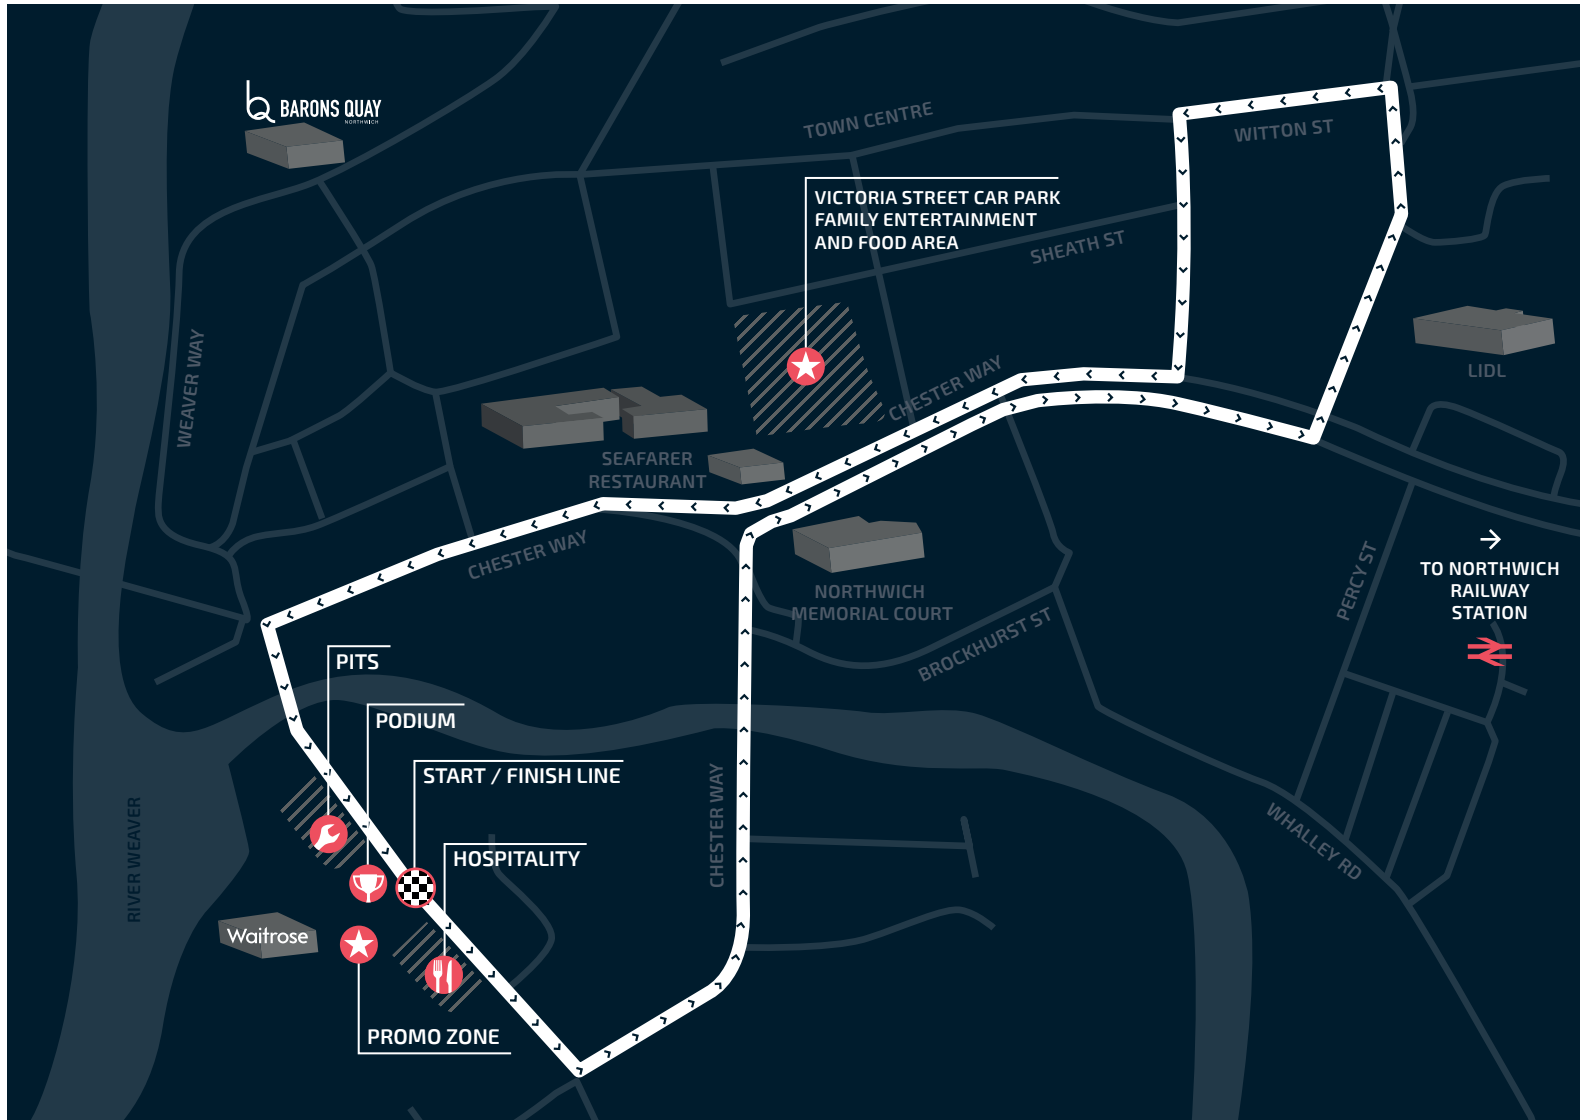 BARONS QUAY
NORTHWICH
TOWN CENTRE
WITTON ST
VICTORIA STREET CAR PARK
FAMILY ENTERTAINMENT
AND FOOD AREA
SHEATH ST
WEAVER WAY
CHESTER WAY
LIDL
SEAFARER
RESTAURANT
CHESTER WAY
NORTHWICH
MEMORIAL COURT
BROCKHURST ST
PERCY ST
TO NORTHWICH
RAILWAY
STATION
PITS
PODIUM
START / FINISH LINE
HOSPITALITY
CHESTER WAY
WHALLEY RD
RIVER WEAVER
Waitrose
PROMO ZONE